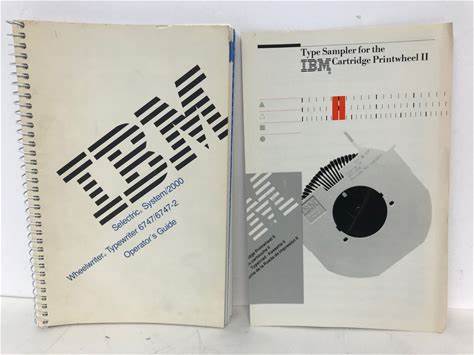 IBM
Selectric® System/2000
Wheelwriter® Typewriter 6747/6747-2
Operator's Guide
Type Sampler for the
IBM® Cartridge Printwheel II
IBM
IBM